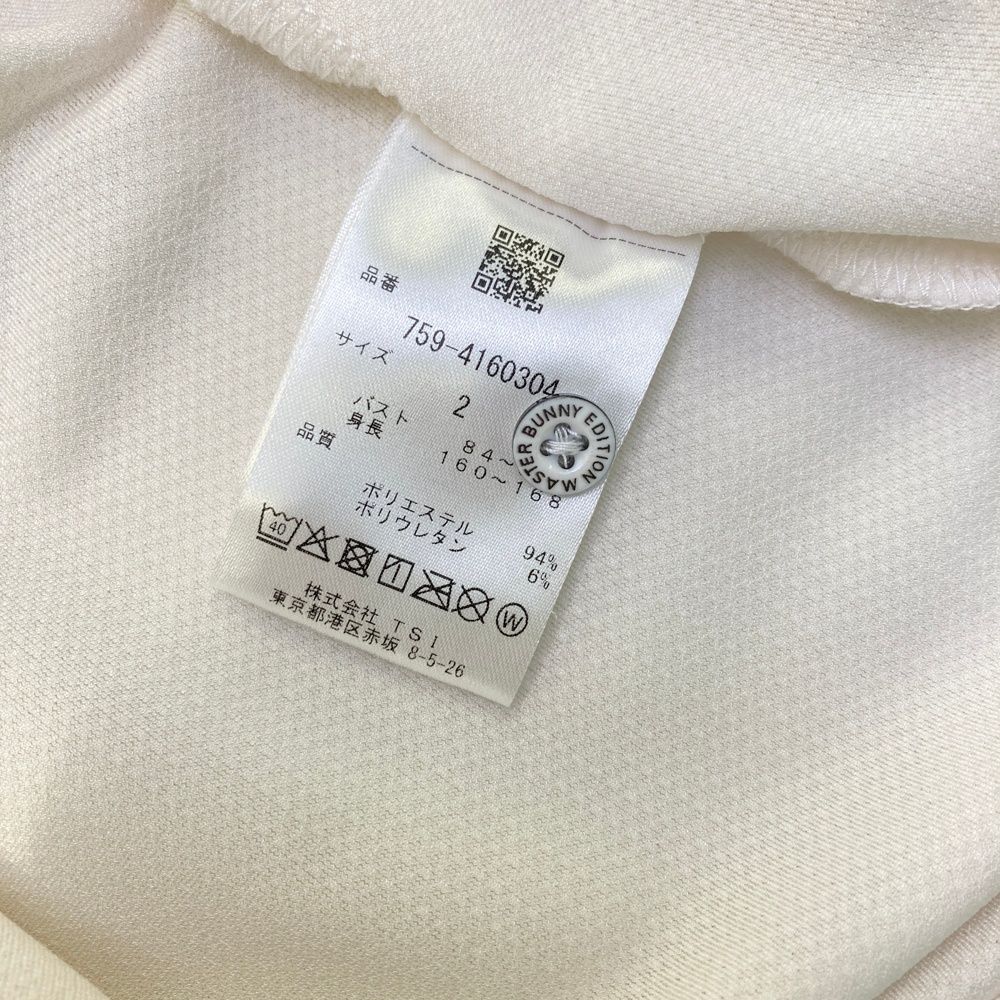 品番
759-4160304
サイズ
2
バスト
84～
身長
160～168
品質
ポリエステル 94%
ポリウレタン 6%
40
W
株式会社 TSI
東京都港区赤坂 8-5-26
MASTER BUNNY EDITION